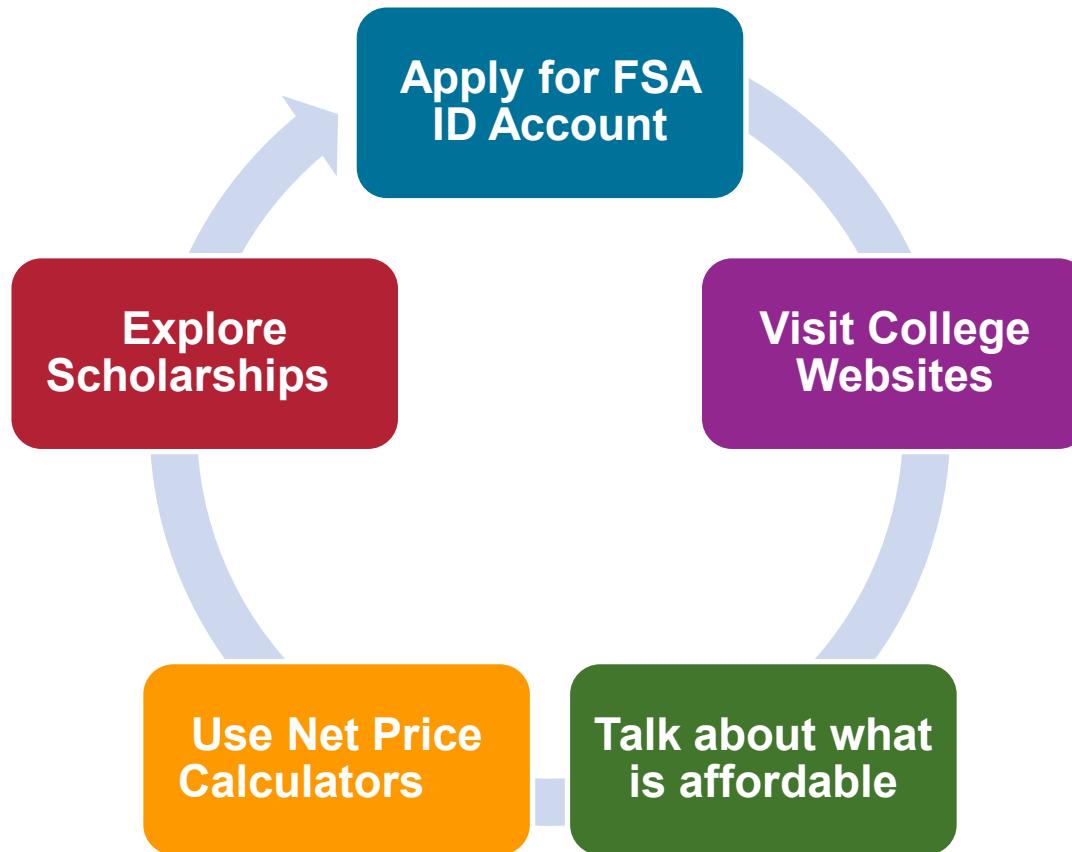 Apply for FSA
ID Account
Visit College
Websites
Talk about what
is affordable
Use Net Price
Calculators
Explore
Scholarships